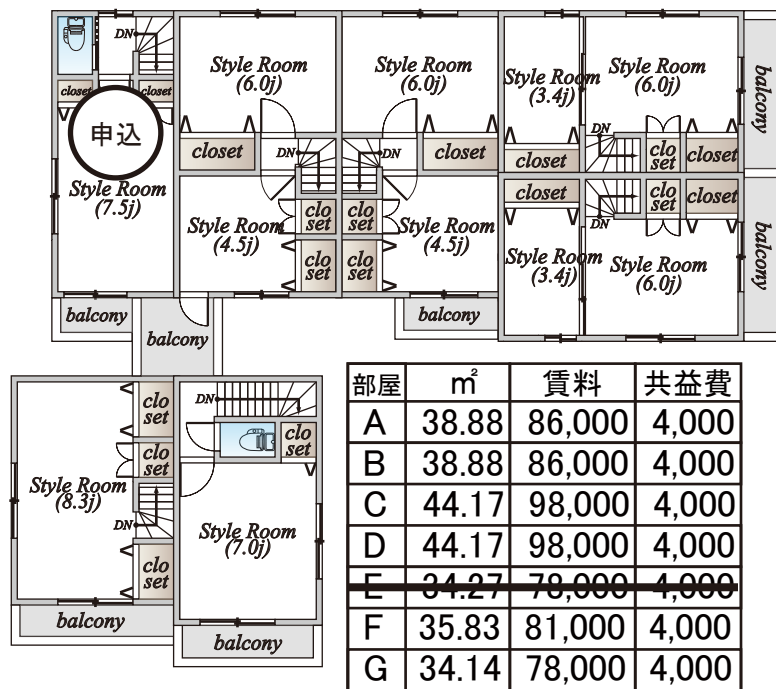 DN
Style Room
(6.0j)
Style Room
(6.0j)
Style Room
(3.4j)
Style Room
(6.0j)
balcony
closet
closet
申込
closet
DN
DN
closet
closet
DN
clo
set
closet
Style Room
(7.5j)
Style Room
(4.5j)
clo
set
clo
set
clo
set
clo
set
Style Room
(4.5j)
closet
DN
clo
set
closet
Style Room
(3.4j)
Style Room
(6.0j)
balcony
balcony
balcony
balcony
clo
set
clo
set
Style Room
(8.3j)
DN
clo
set
balcony
DN
clo
set
Style Room
(7.0j)
balcony
部屋 ㎡ 賃料 共益費
A 38.88 86,000 4,000
B 38.88 86,000 4,000
C 44.17 98,000 4,000
D 44.17 98,000 4,000
E 34.27 78,000 4,000
F 35.83 81,000 4,000
G 34.14 78,000 4,000